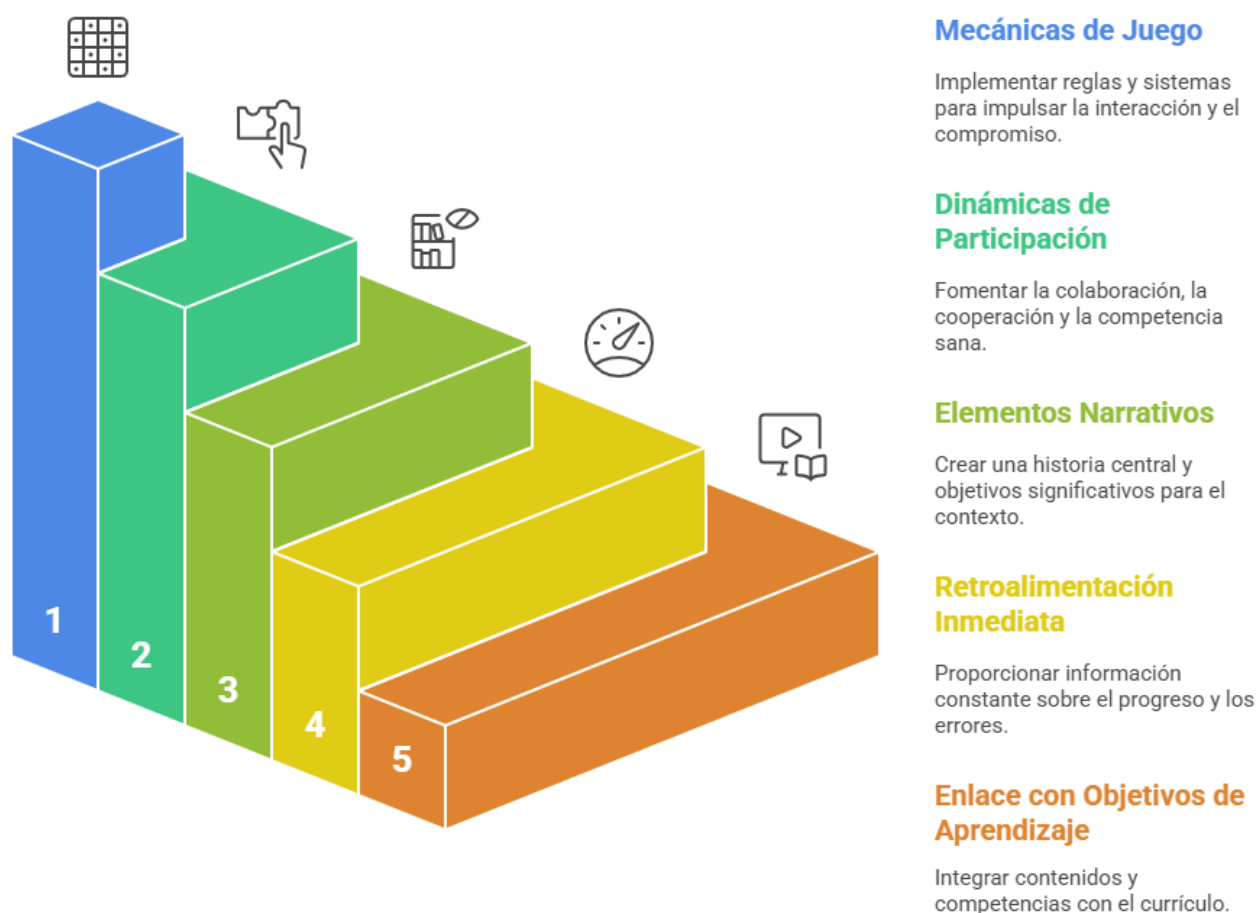 Mecánicas de Juego
Implementar reglas y sistemas
para impulsar la interacción y el
compromiso.
Dinámicas de
Participación
Fomentar la colaboración, la
cooperación y la competencia
sana.
Elementos Narrativos
Crear una historia central y
objetivos significativos para el
contexto.
Retroalimentación
Inmediata
Proporcionar información
constante sobre el progreso y los
errores.
Enlace con Objetivos de
Aprendizaje
Integrar contenidos y
competencias con el currículo.
1
2
3
4
5